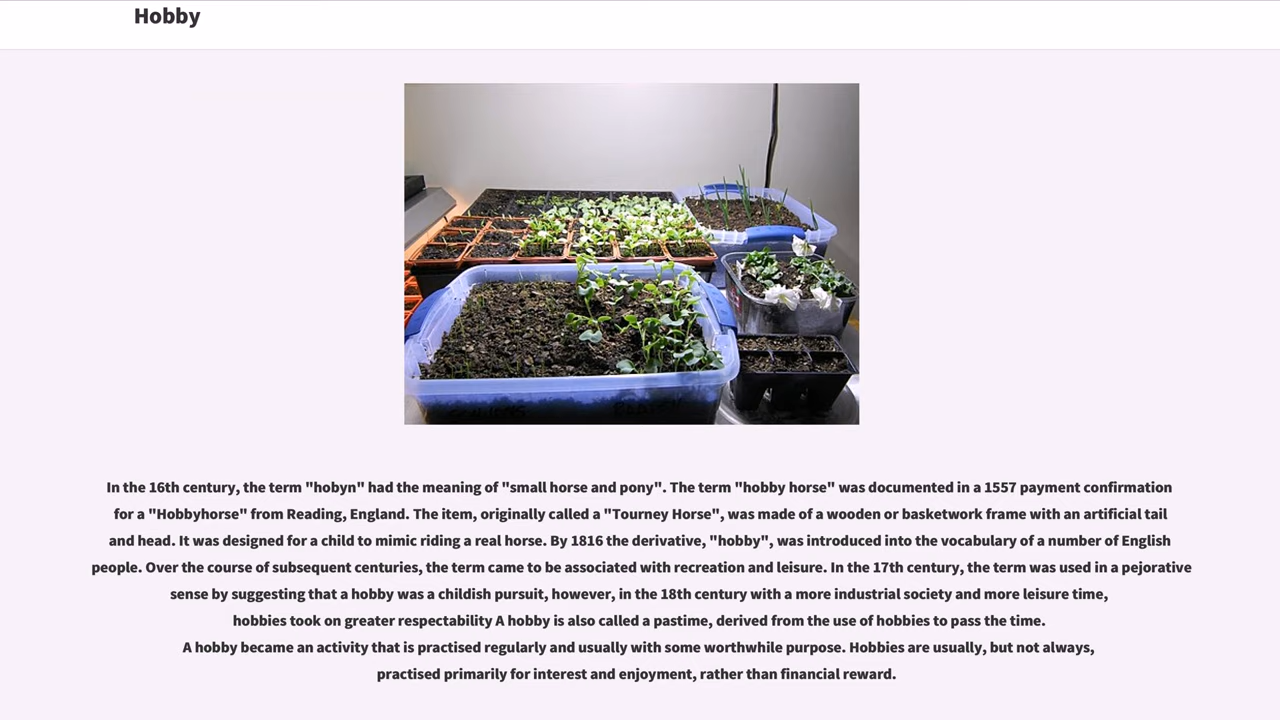 Hobby
In the 16th century, the term "hobyn" had the meaning of "small horse and pony". The term "hobby horse" was documented in a 1557 payment confirmation
for a "Hobbyhorse" from Reading, England. The item, originally called a "Tourney Horse", was made of a wooden or basketwork frame with an artificial tail
and head. It was designed for a child to mimic riding a real horse. By 1816 the derivative, "hobby", was introduced into the vocabulary of a number of English
people. Over the course of subsequent centuries, the term came to be associated with recreation and leisure. In the 17th century, the term was used in a pejorative
sense by suggesting that a hobby was a childish pursuit, however, in the 18th century with a more industrial society and more leisure time,
hobbies took on greater respectability A hobby is also called a pastime, derived from the use of hobbies to pass the time.
A hobby became an activity that is practised regularly and usually with some worthwhile purpose. Hobbies are usually, but not always,
practised primarily for interest and enjoyment, rather than financial reward.